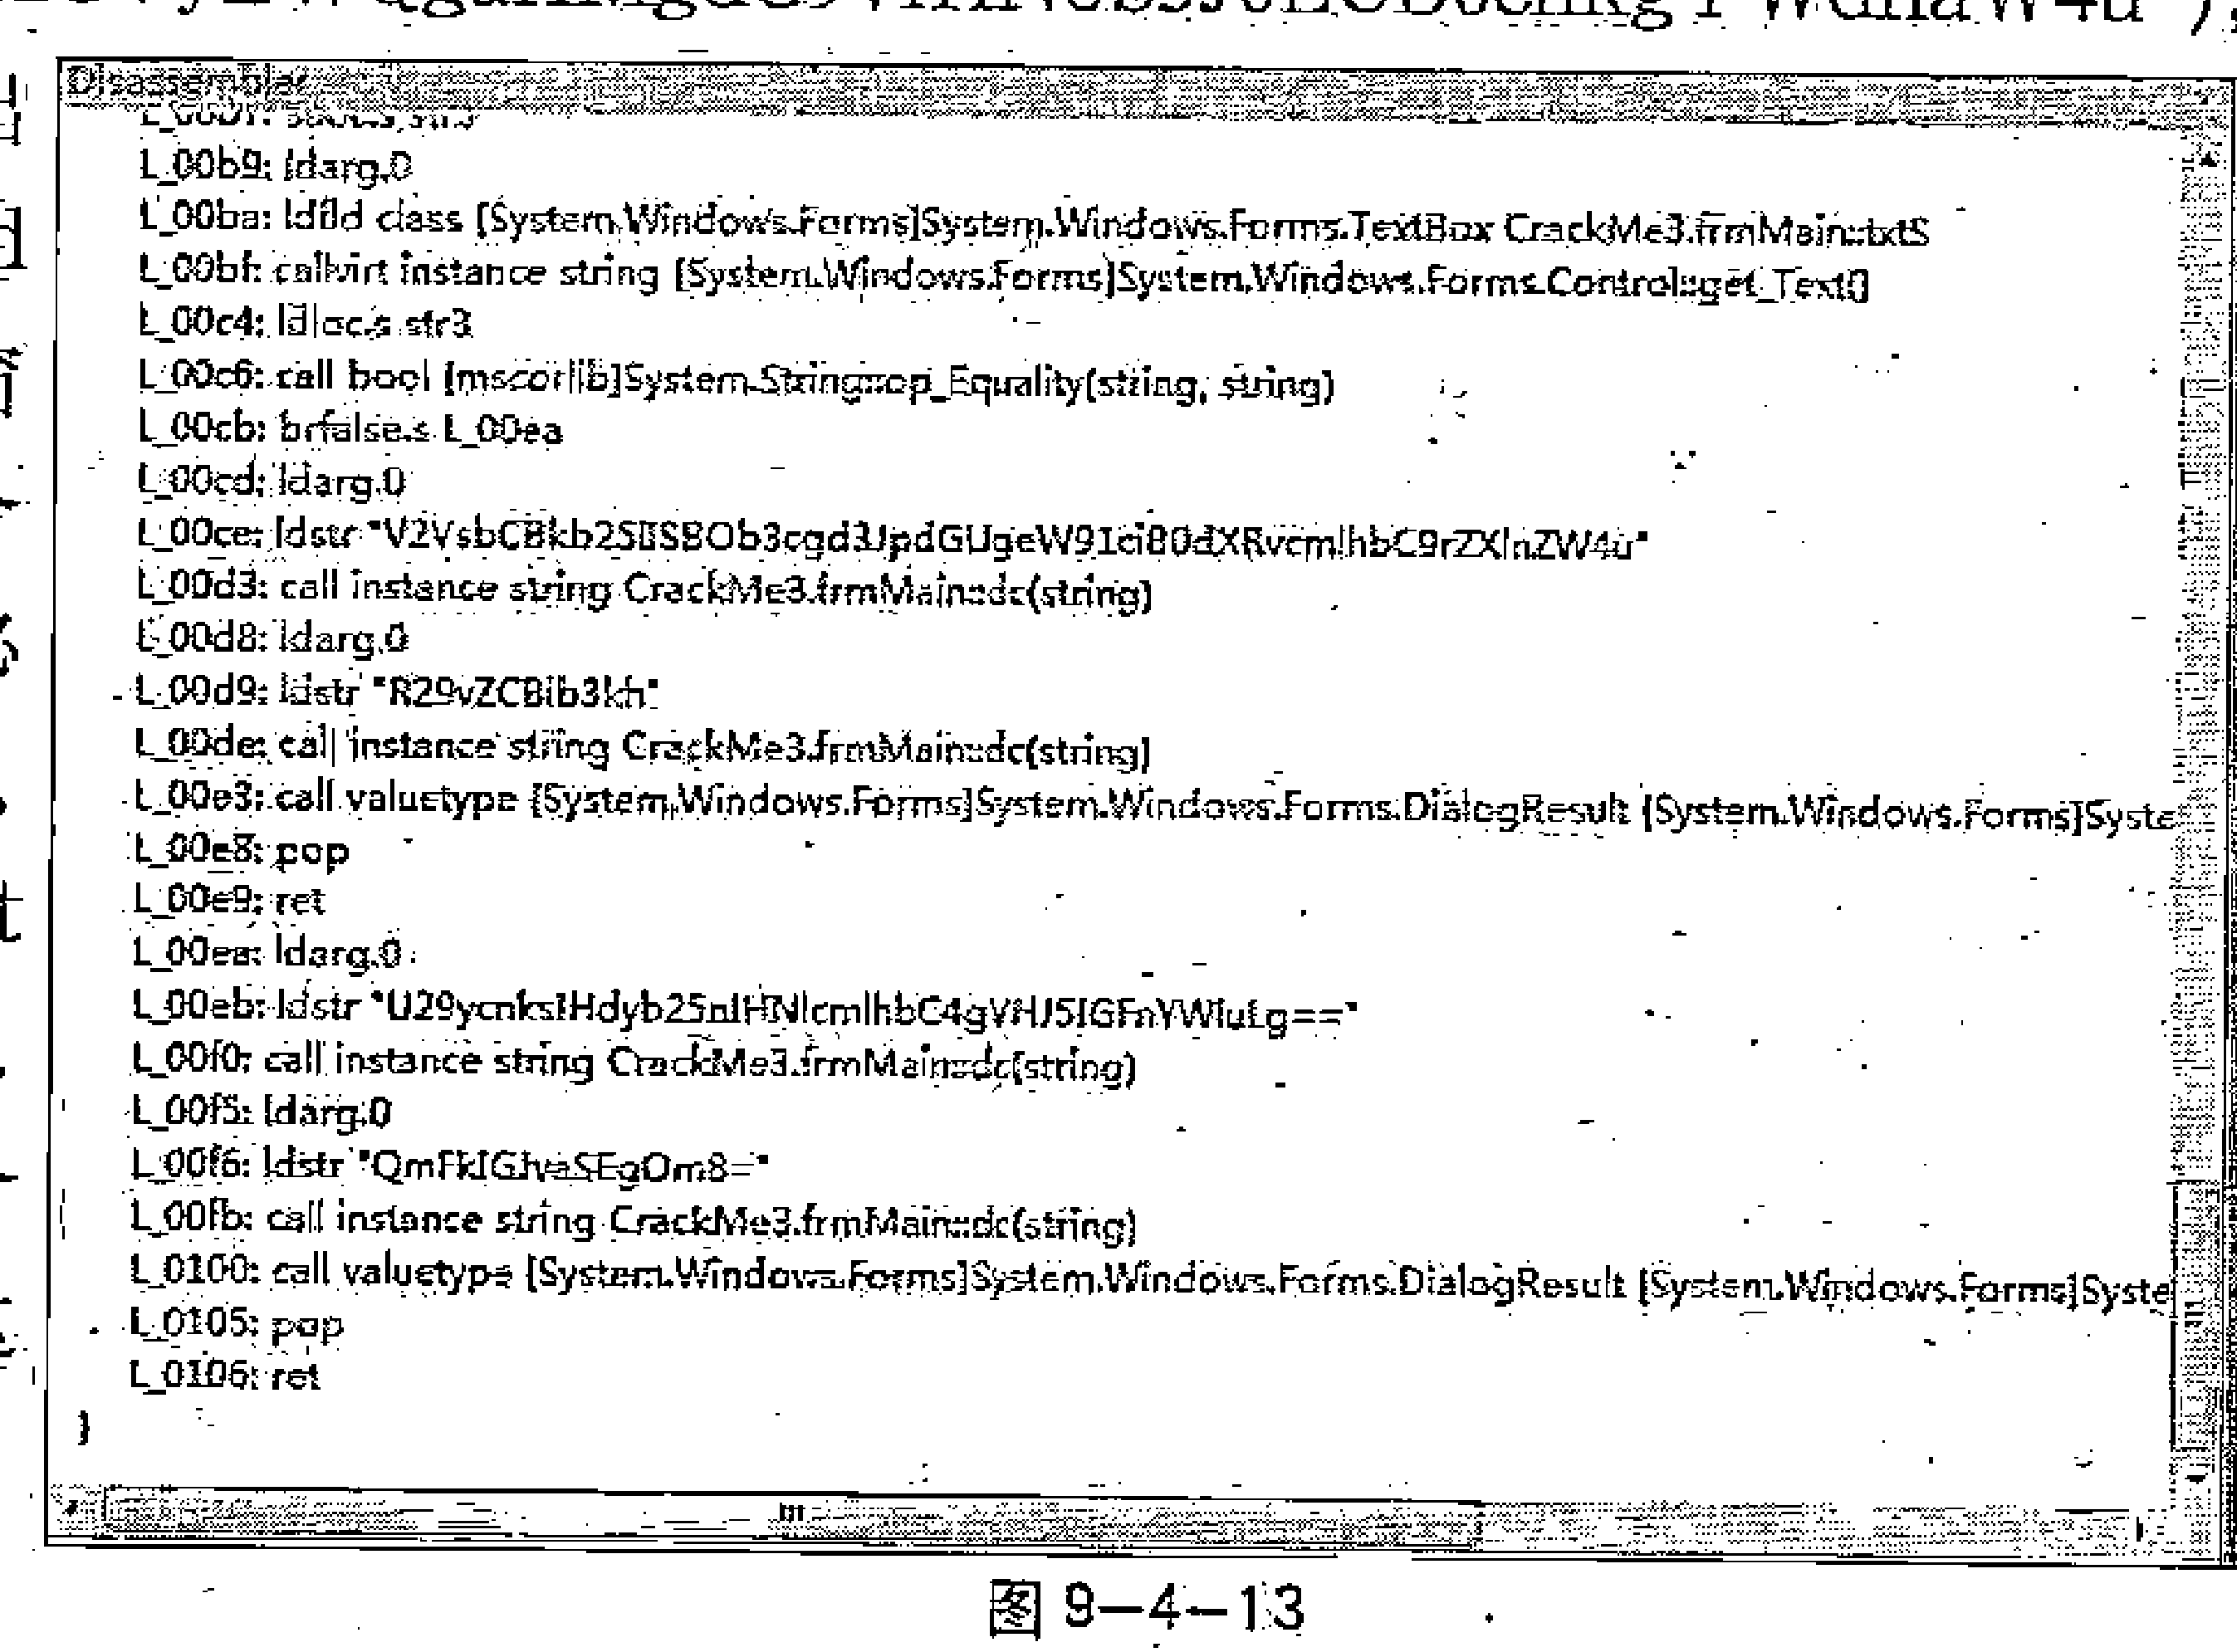 Disassembler
L_00b9: ldarg.0
L_00ba: ldfld class [System.Windows.Forms]System.Windows.Forms.TextBox CrackMe3.frmMain::txtS
L_00bf: callvirt instance string [System.Windows.Forms]System.Windows.Forms.Control::get_Text()
L_00c4: ldloc.s str3
L_00c6: call bool [mscorlib]System.String::op_Equality(string, string)
L_00cb: brfalse.s L_00ea
L_00cd: ldarg.0
L_00ce: ldstr "V2VsbCBkb25lISBOb3cgd3JpdGUgeW91ciB0dXRvcmlhbC9rZXlnZW4u"
L_00d3: call instance string CrackMe3.frmMain::dc(string)
L_00d8: ldarg.0
L_00d9: ldstr "R29vZCBib3kh"
L_00de: call instance string CrackMe3.frmMain::dc(string)
L_00e3: call valuetype [System.Windows.Forms]System.Windows.Forms.DialogResult [System.Windows.Forms]Syste
L_00e8: pop
L_00e9: ret
L_00ea: ldarg.0
L_00eb: ldstr "U29ycnksIHdyb25nIHNlcmlhbC4gVHJ5IGFnYWluLg=="
L_00f0: call instance string CrackMe3.frmMain::dc(string)
L_00f5: ldarg.0
L_00f6: ldstr "QmFkIGJveSEgOm8="
L_00fb: call instance string CrackMe3.frmMain::dc(string)
L_0100: call valuetype [System.Windows.Forms]System.Windows.Forms.DialogResult [System.Windows.Forms]Syste
L_0105: pop
L_0106: ret
}
图 9—4—13